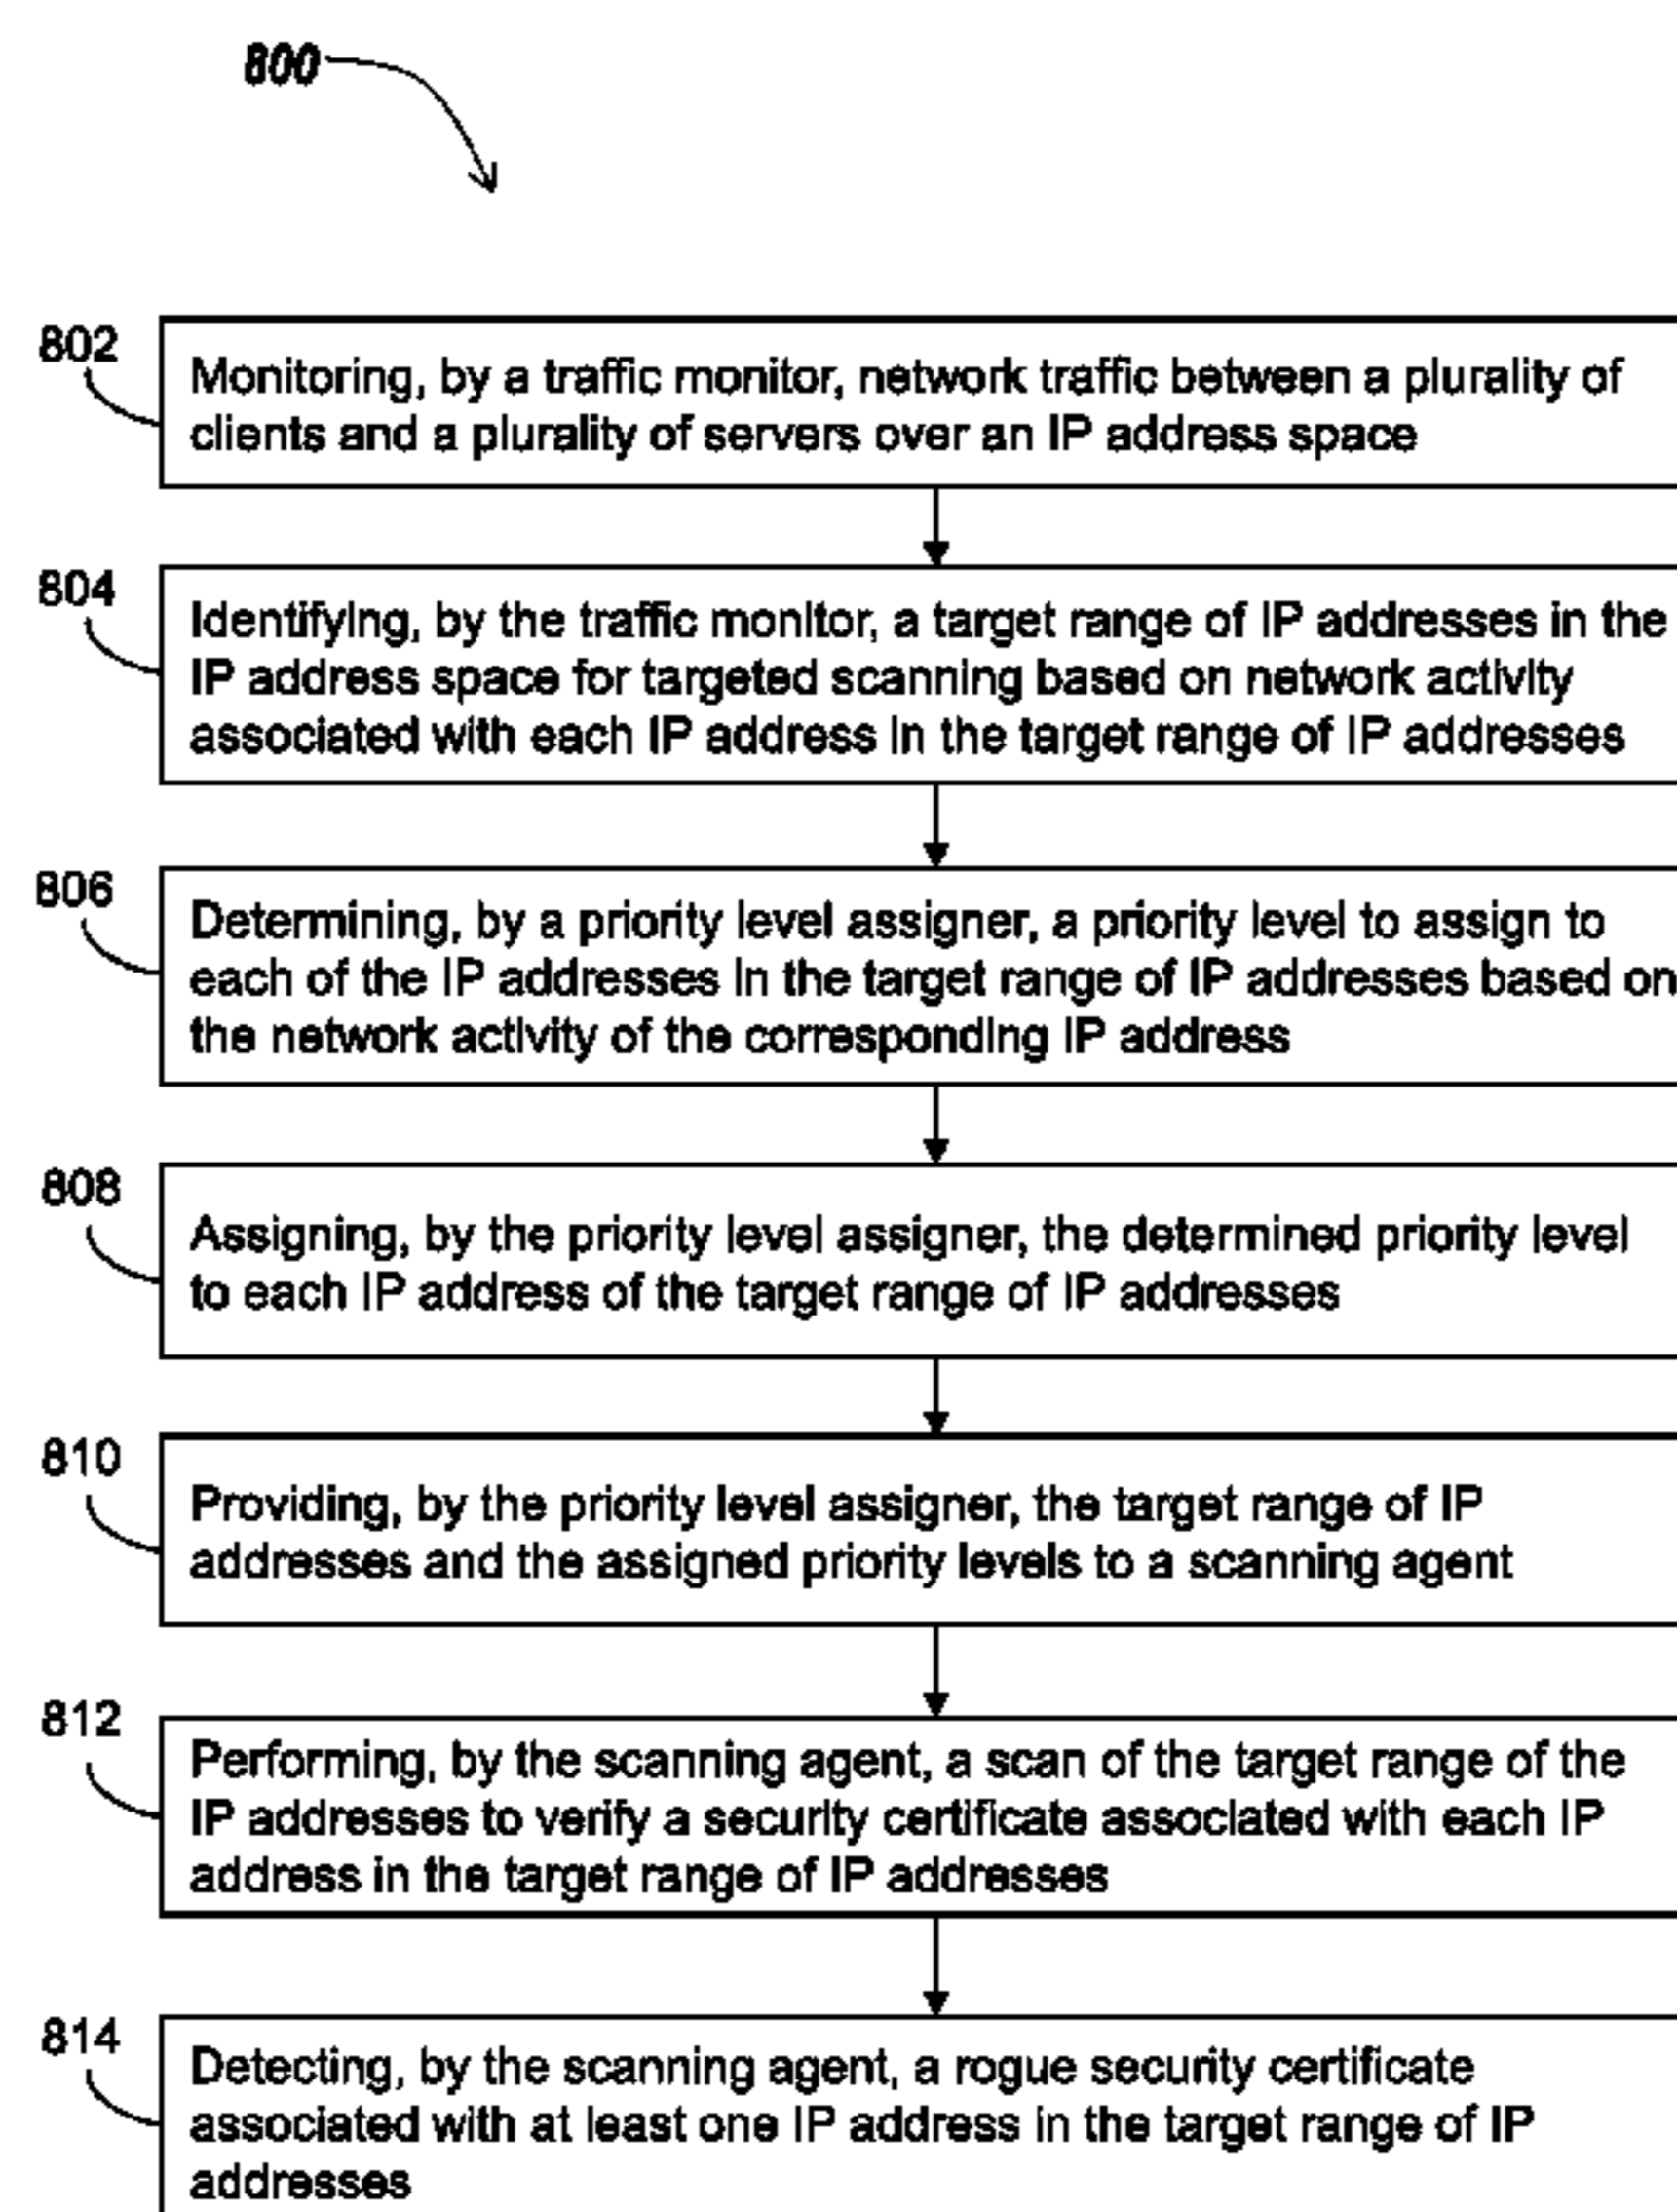 800
802
Monitoring, by a traffic monitor, network traffic between a plurality of
clients and a plurality of servers over an IP address space
804
Identifying, by the traffic monitor, a target range of IP addresses in the
IP address space for targeted scanning based on network activity
associated with each IP address in the target range of IP addresses
806
Determining, by a priority level assigner, a priority level to assign to
each of the IP addresses in the target range of IP addresses based on
the network activity of the corresponding IP address
808
Assigning, by the priority level assigner, the determined priority level
to each IP address of the target range of IP addresses
810
Providing, by the priority level assigner, the target range of IP
addresses and the assigned priority levels to a scanning agent
812
Performing, by the scanning agent, a scan of the target range of the
IP addresses to verify a security certificate associated with each IP
address in the target range of IP addresses
814
Detecting, by the scanning agent, a rogue security certificate
associated with at least one IP address in the target range of IP
addresses